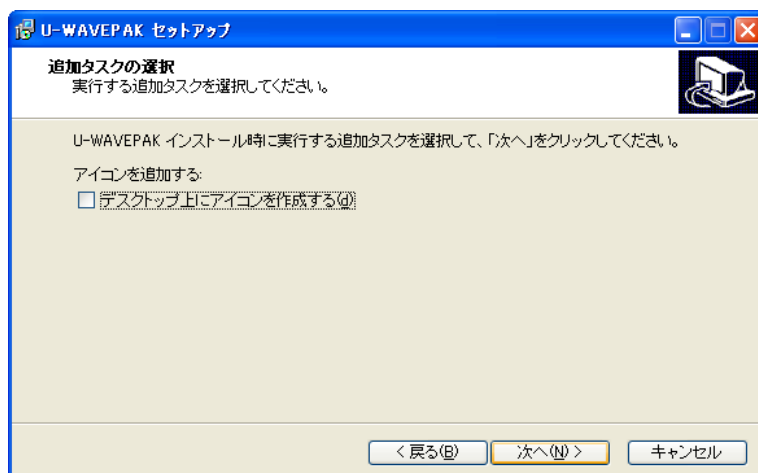 U-WAVEPAK セットアップ
追加タスクの選択
実行する追加タスクを選択してください。
U-WAVEPAK インストール時に実行する追加タスクを選択して、「次へ」をクリックしてください。
アイコンを追加する:
デスクトップ上にアイコンを作成する(d)
< 戻る(B) 次へ(N) > キャンセル